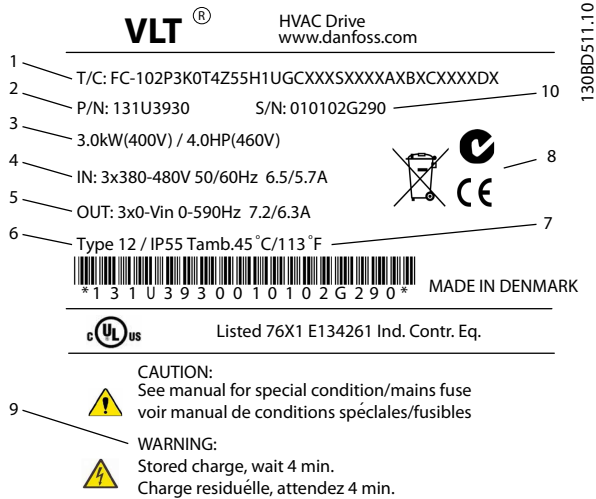 VLT ®
HVAC Drive
www.danfoss.com
130BD511.10
1
T/C: FC-102P3K0T4Z55H1UGCXXXSXXXXAXBXCXXXXDX
2
P/N: 131U3930 S/N: 010102G290
10
3
3.0kW(400V) / 4.0HP(460V)
4
IN: 3x380-480V 50/60Hz 6.5/5.7A
8
CE
5
OUT: 3x0-Vin 0-590Hz 7.2/6.3A
6
Type 12 / IP55 Tamb.45°C/113°F
7
*131U3930010102G290*
MADE IN DENMARK
c UL us
Listed 76X1 E134261 Ind. Contr. Eq.
CAUTION:
See manual for special condition/mains fuse
voir manual de conditions spéclales/fusibles
9
WARNING:
Stored charge, wait 4 min.
Charge residuélle, attendez 4 min.